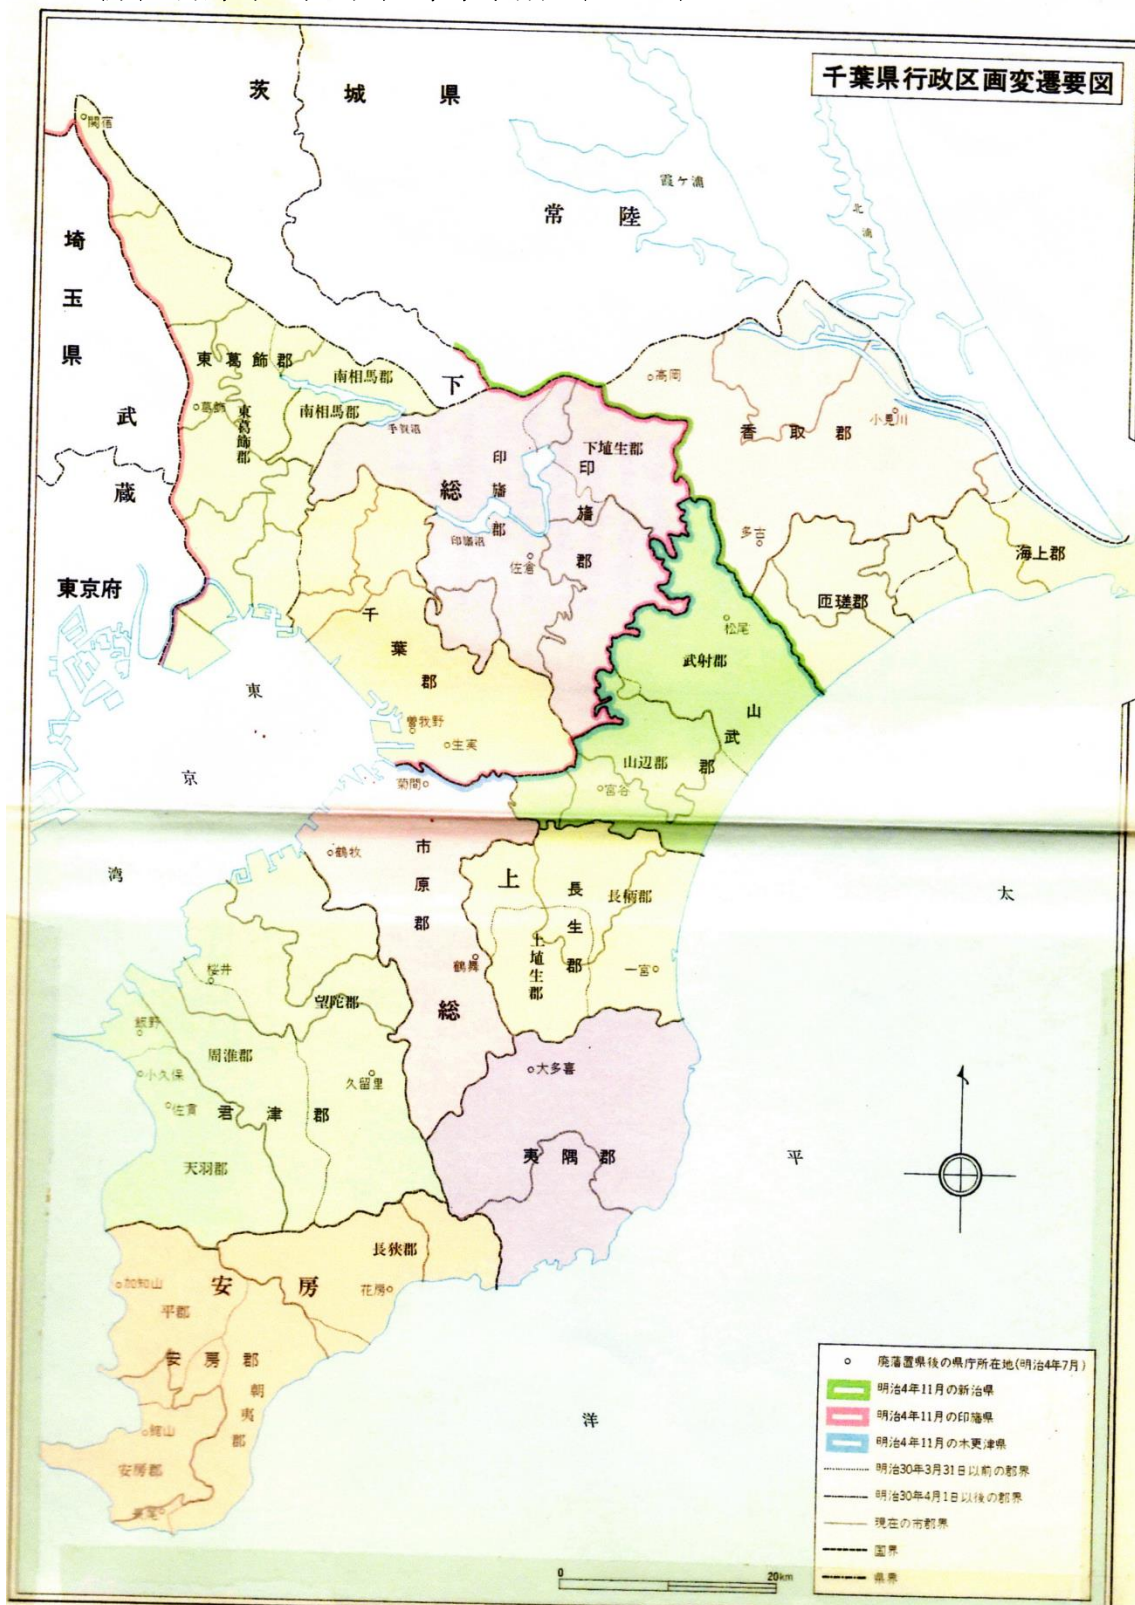 千葉県行政区画変遷要図
茨城県
関宿
霞ケ浦
北浦
常陸
埼玉県
武蔵
東葛飾郡
南相馬郡
下
高岡
葛飾
東葛飾郡
南相馬郡
手賀沼
小見川
香取郡
下埴生郡
印旛郡
総
印旛郡
印旛沼
佐倉
多古
海上郡
匝瑳郡
東京府
松尾
武射郡
千葉郡
山武郡
曽我野
生実
山辺郡
宮谷
菊間
東京湾
鶴牧
市原郡
上
長生郡
長柄郡
太平洋
上埴生郡
鶴舞
一宮
桜井
望陀郡
総
飯野
周淮郡
小久保
久留里
大多喜
佐貫
君津郡
天羽郡
夷隅郡
長狭郡
加知山
安房
花房
平郡
安房郡
朝夷郡
館山
安房郡
長尾
廃藩置県後の県庁所在地(明治4年7月)
明治4年11月の新治県
明治4年11月の印旛県
明治4年11月の木更津県
明治30年3月31日以前の郡界
明治30年4月1日以後の郡界
現在の市郡界
国界
県界
0 20km